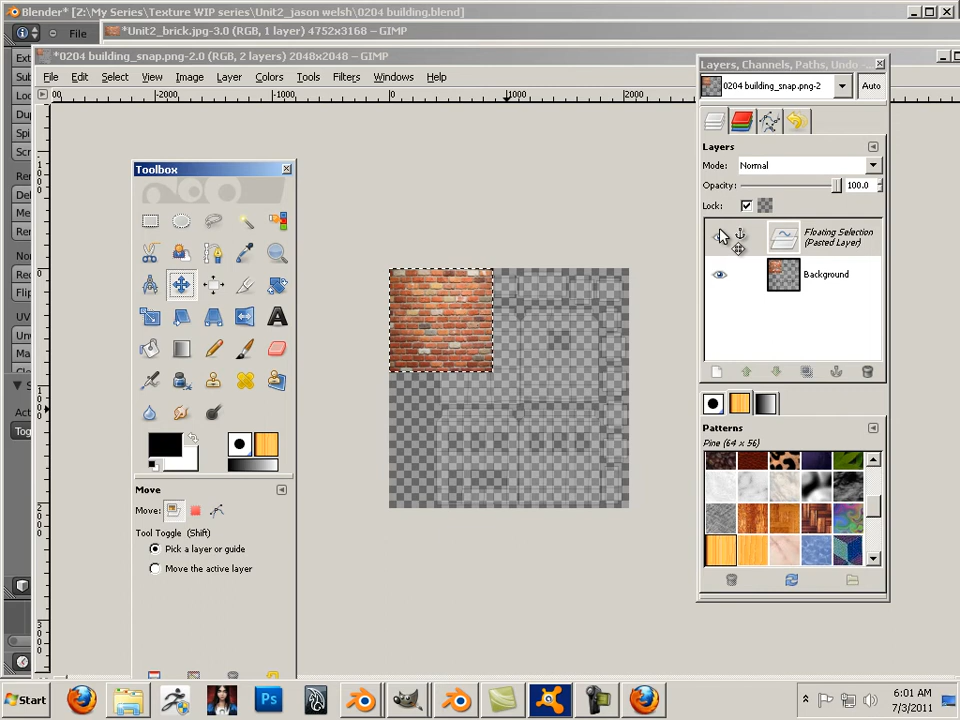 Blender* [Z:\My Series\Texture WIP series\Unit2_jason welsh\0204 building.blend]
File
*Unit2_brick.jpg-3.0 (RGB, 1 layer) 4752x3168 – GIMP
*0204 building_snap.png-2.0 (RGB, 2 layers) 2048x2048 – GIMP
File Edit Select View Image Layer Colors Tools Filters Windows Help
-2000 -1000 0 1000 2000
Layers, Channels, Paths, Undo -
0204 building_snap.png-2
Auto
Layers
Mode: Normal
Opacity: 100.0
Lock:
Floating Selection
(Pasted Layer)
Background
Patterns
Pine (64 x 56)
Toolbox
Move
Move:
Tool Toggle (Shift)
Pick a layer or guide
Move the active layer
Start
Ps
6:01 AM
7/3/2011